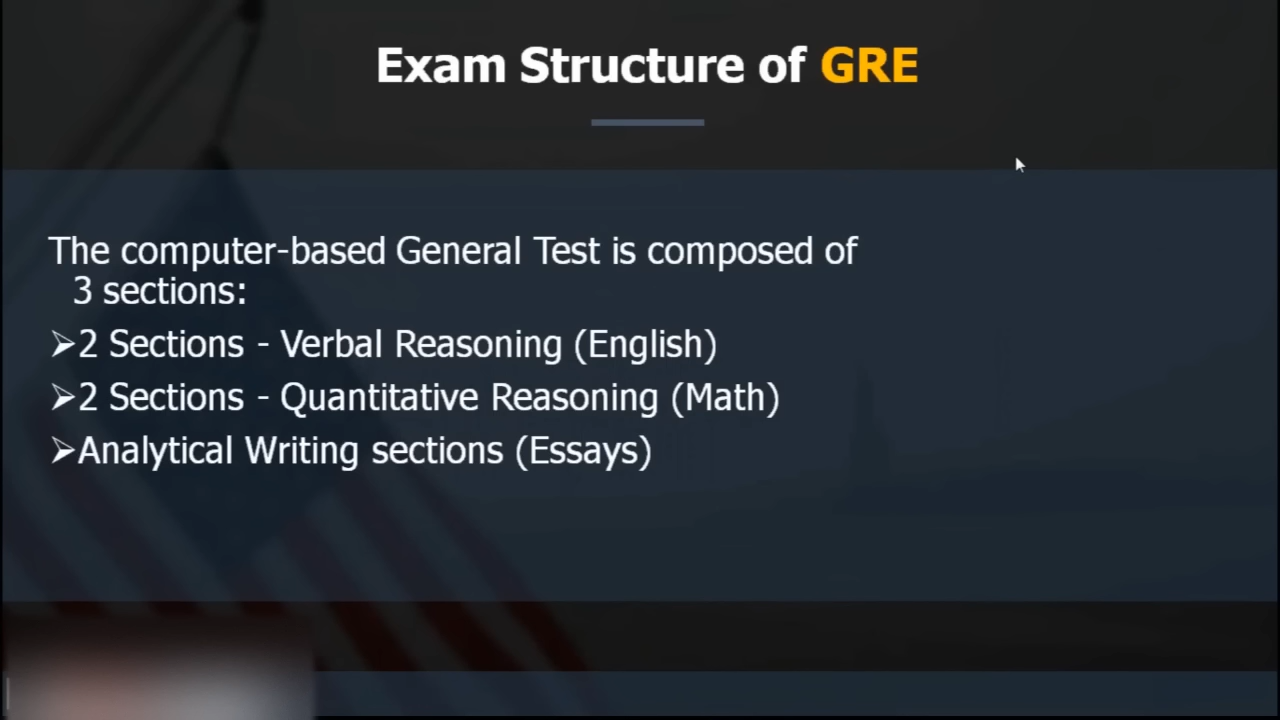 Exam Structure of GRE
The computer-based General Test is composed of
3 sections:
➢2 Sections - Verbal Reasoning (English)
➢2 Sections - Quantitative Reasoning (Math)
➢Analytical Writing sections (Essays)